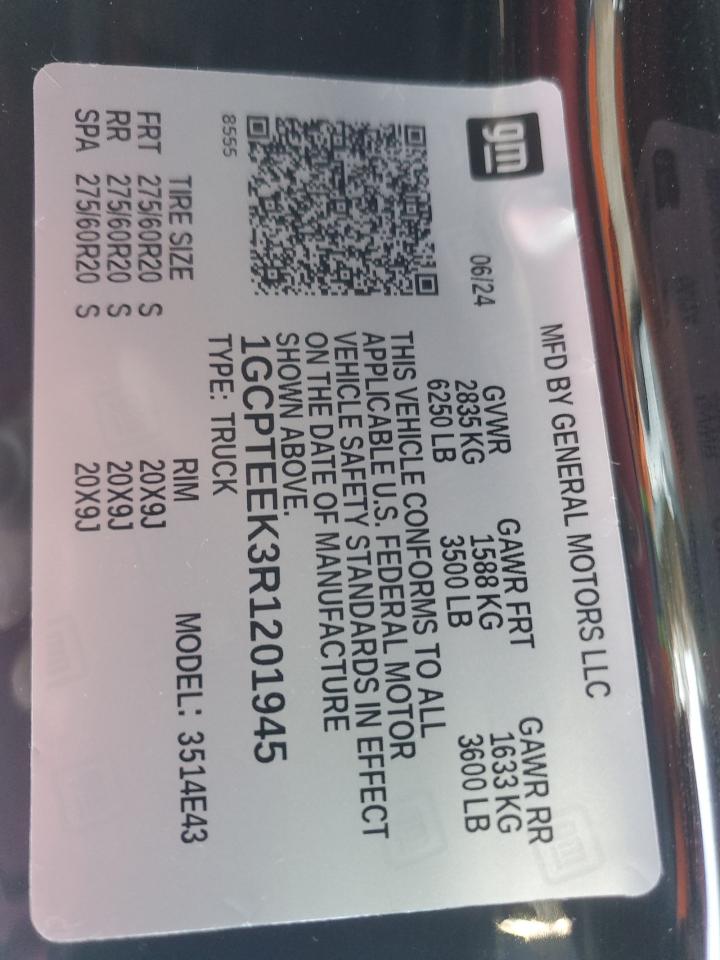 gm
MFD BY GENERAL MOTORS LLC
06/24
GVWR GAWR FRT GAWR RR
2835 KG 1588 KG 1633 KG
6250 LB 3500 LB 3600 LB
THIS VEHICLE CONFORMS TO ALL
APPLICABLE U.S. FEDERAL MOTOR
VEHICLE SAFETY STANDARDS IN EFFECT
ON THE DATE OF MANUFACTURE
SHOWN ABOVE.
8555
1GCPTEEK3R1201945
TYPE: TRUCK
MODEL: 3514E43
TIRE SIZE RIM
FRT 275/60R20 S 20X9J
RR 275/60R20 S 20X9J
SPA 275/60R20 S 20X9J